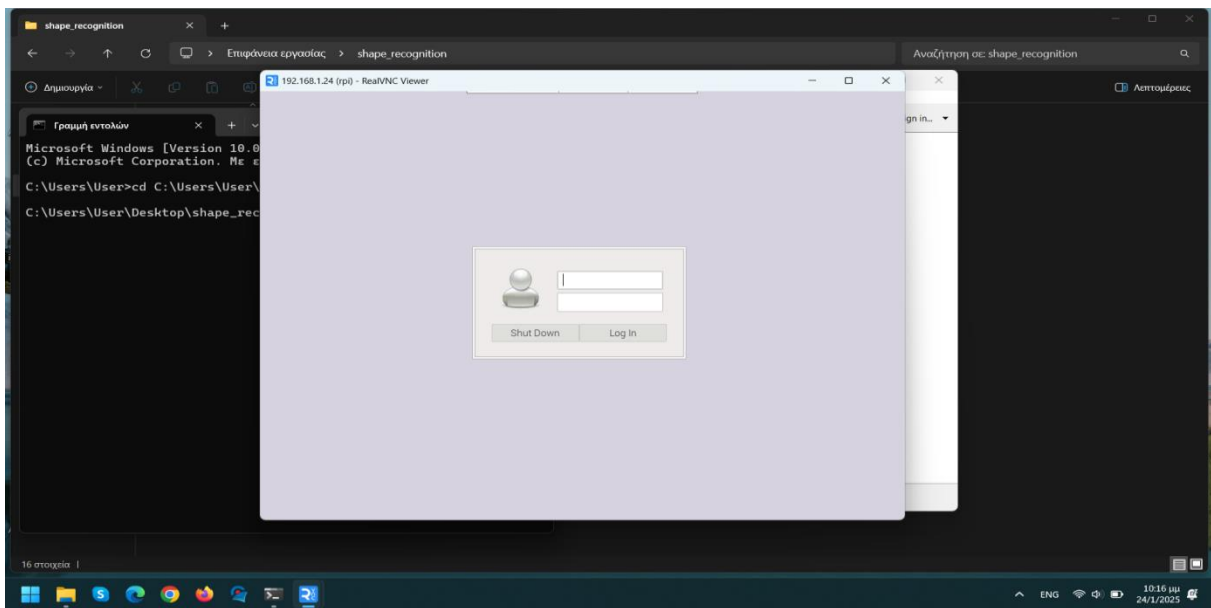 shape_recognition
Επιφάνεια εργασίας > shape_recognition
Αναζήτηση σε: shape_recognition
Δημιουργία
192.168.1.24 (rpi) - RealVNC Viewer
Λεπτομέρειες
Γραμμή εντολών
ign in...
Microsoft Windows [Version 10.0
(c) Microsoft Corporation. Με ε
C:\Users\User>cd C:\Users\User\
C:\Users\User\Desktop\shape_rec
Shut Down
Log In
16 στοιχεία
ENG
10:16 μμ
24/1/2025